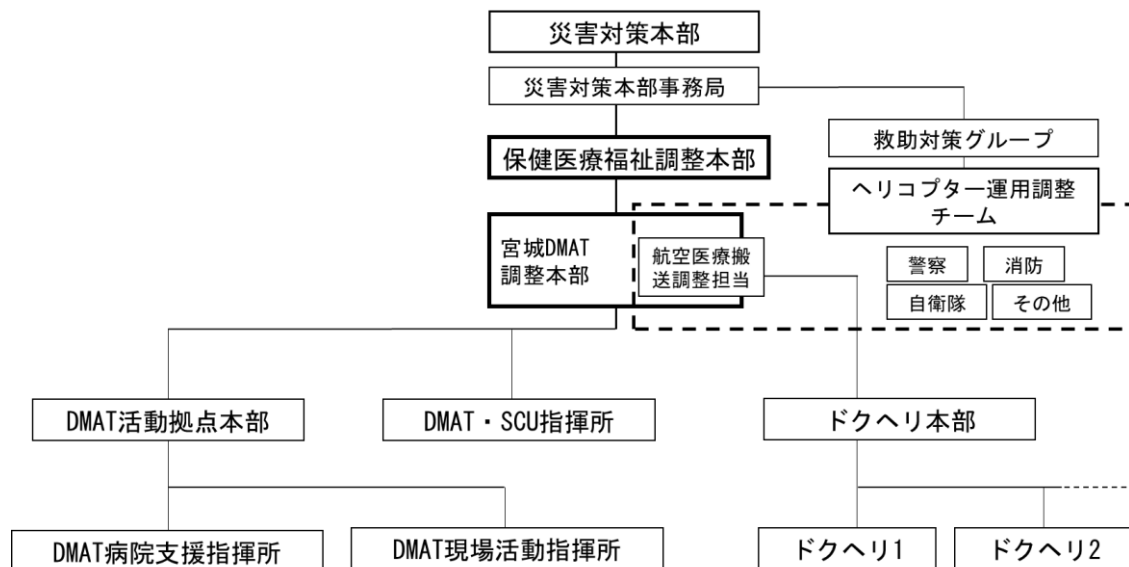 災害対策本部
災害対策本部事務局
救助対策グループ
保健医療福祉調整本部
ヘリコプター運用調整
チーム
宮城DMAT
調整本部
航空医療搬
送調整担当
警察
消防
自衛隊
その他
DMAT活動拠点本部
DMAT・SCU指揮所
ドクヘリ本部
DMAT病院支援指揮所
DMAT現場活動指揮所
ドクヘリ1
ドクヘリ2